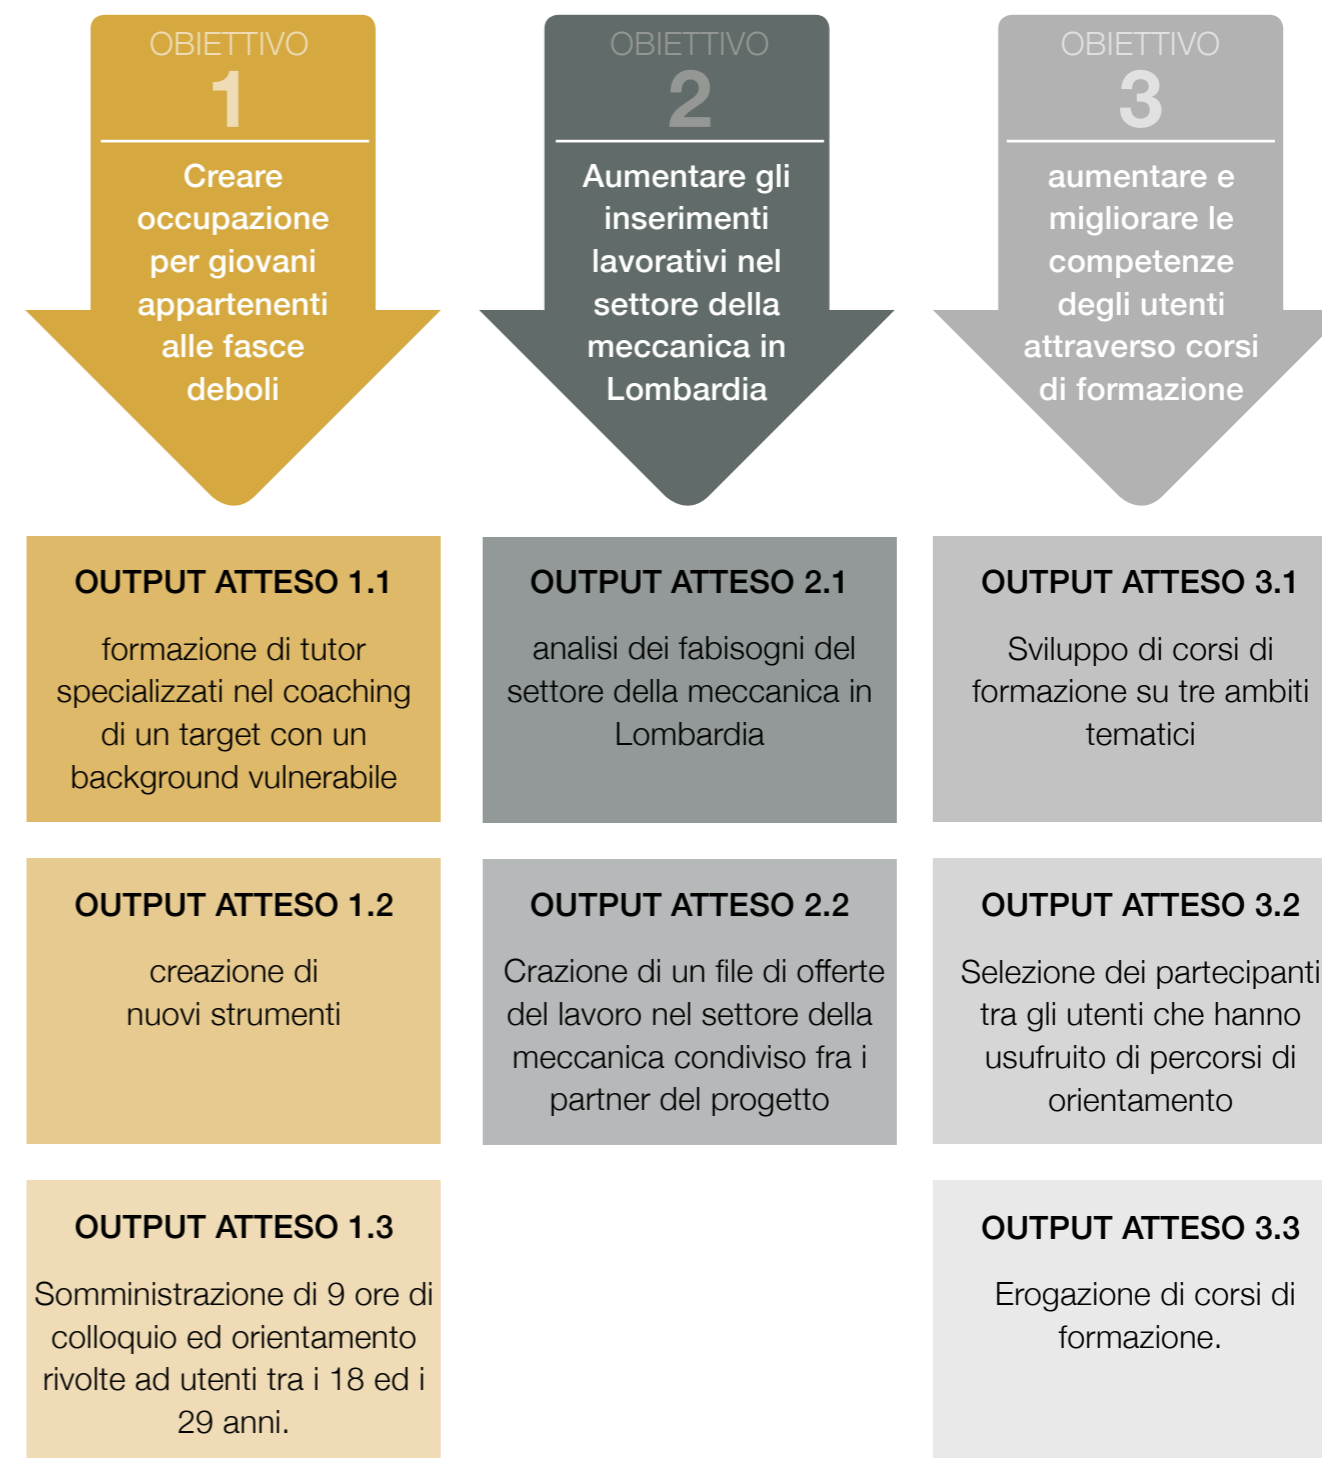 OBIETTIVO
1
Creare
occupazione
per giovani
appartenenti
alle fasce
deboli
OUTPUT ATTESO 1.1
formazione di tutor
specializzati nel coaching
di un target con un
background vulnerabile
OUTPUT ATTESO 1.2
creazione di
nuovi strumenti
OUTPUT ATTESO 1.3
Somministrazione di 9 ore di
colloquio ed orientamento
rivolte ad utenti tra i 18 ed i
29 anni.
OBIETTIVO
2
Aumentare gli
inserimenti
lavorativi nel
settore della
meccanica in
Lombardia
OUTPUT ATTESO 2.1
analisi dei fabisogni del
settore della meccanica in
Lombardia
OUTPUT ATTESO 2.2
Crazione di un file di offerte
del lavoro nel settore della
meccanica condiviso fra i
partner del progetto
OBIETTIVO
3
aumentare e
migliorare le
competenze
degli utenti
attraverso corsi
di formazione
OUTPUT ATTESO 3.1
Sviluppo di corsi di
formazione su tre ambiti
tematici
OUTPUT ATTESO 3.2
Selezione dei partecipanti
tra gli utenti che hanno
usufruito di percorsi di
orientamento
OUTPUT ATTESO 3.3
Erogazione di corsi di
formazione.